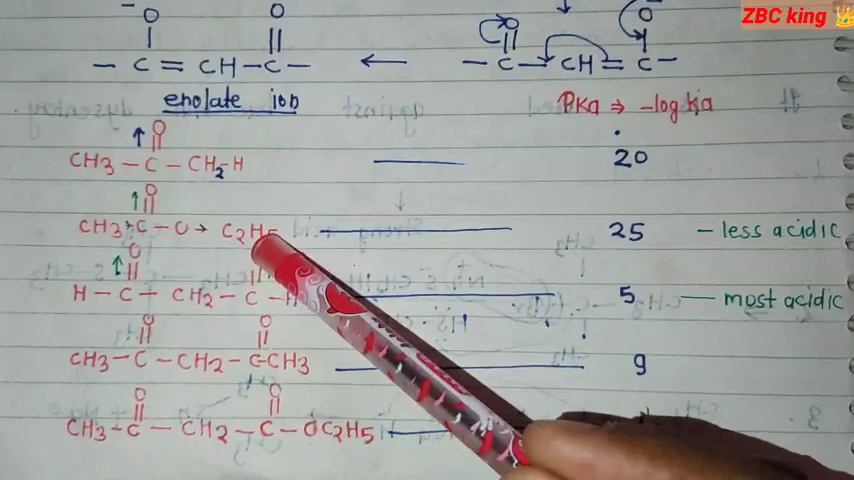 ZBC king 👑
- O O O O-
- C = CH - C - ← - C - CH = C -
enolate ion PKa ⇒ -log Ka
O
CH3 - C - CH2-H — 20
O
CH3 - C - O → C2H5 — 25 - less acidic
O
H - C - CH2 - C - H — 5 — most acidic
O O
CH3 - C - CH2 - C-CH3 — 9
O O
CH3 - C - CH2 - C - OC2H5 —